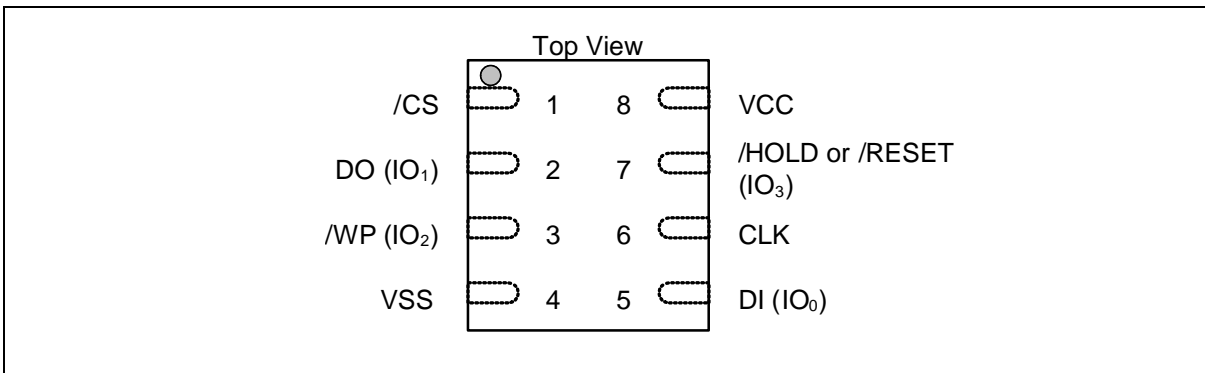 Top View
/CS 1 8 VCC
DO (IO₁) 2 7 /HOLD or /RESET
(IO₃)
/WP (IO₂) 3 6 CLK
VSS 4 5 DI (IO₀)